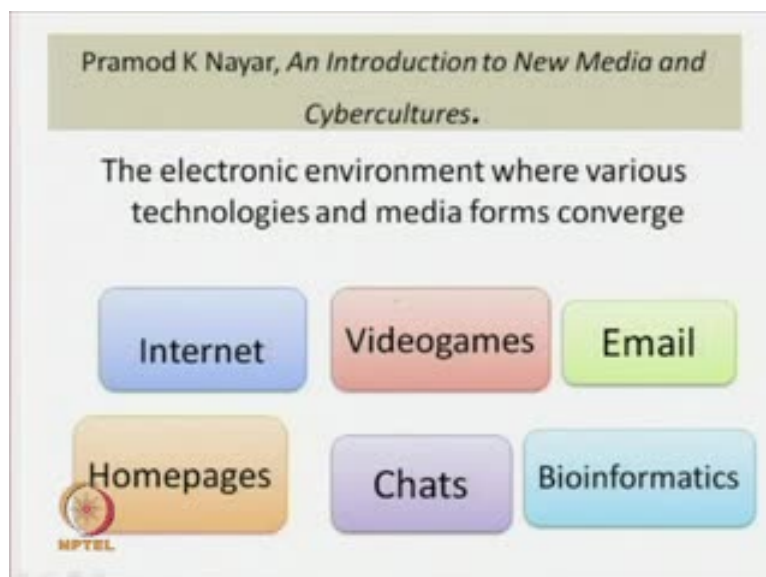 Pramod K Nayar, An Introduction to New Media and
Cybercultures.
The electronic environment where various
technologies and media forms converge
Internet
Videogames
Email
Homepages
Chats
Bioinformatics
NPTEL